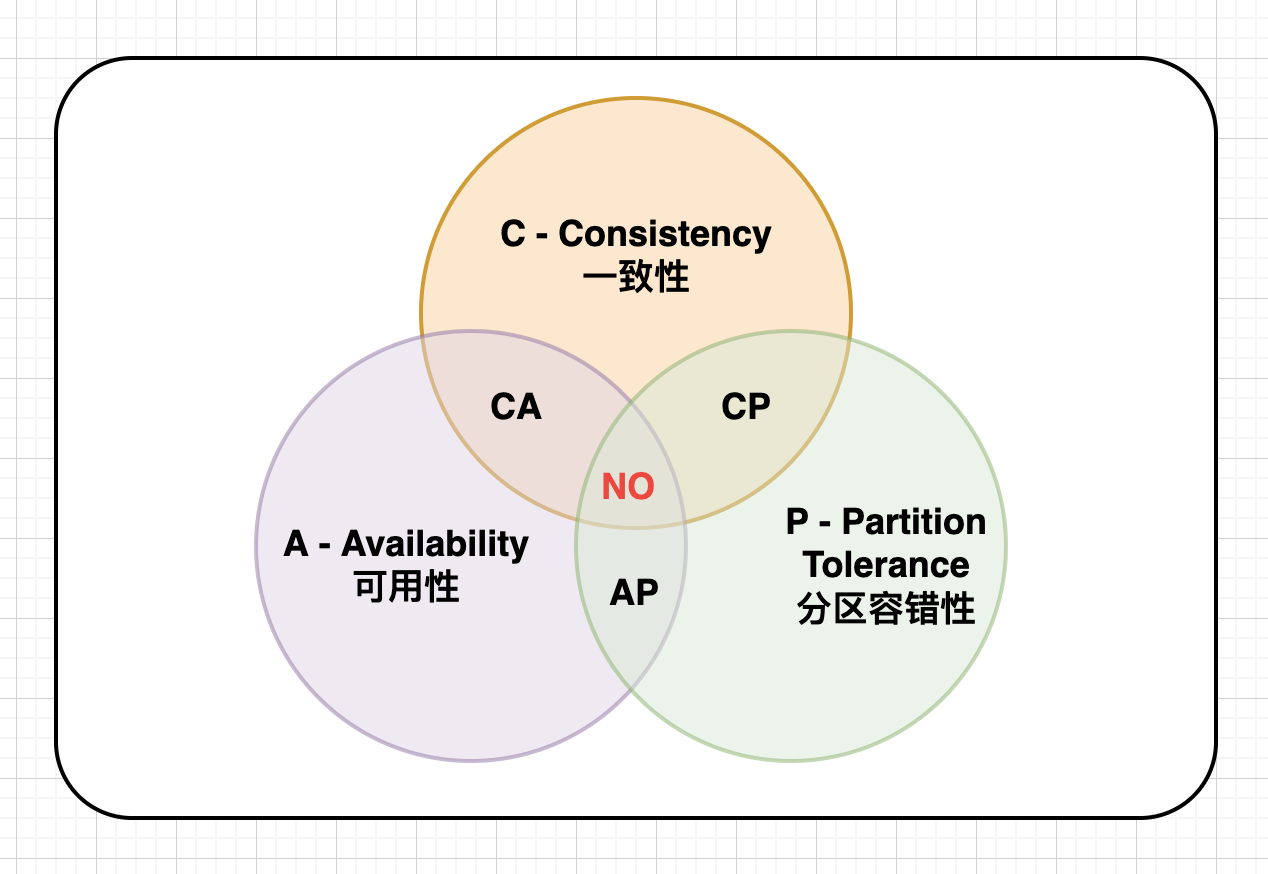 C - Consistency
一致性
CA
CP
NO
A - Availability
可用性
P - Partition
Tolerance
分区容错性
AP